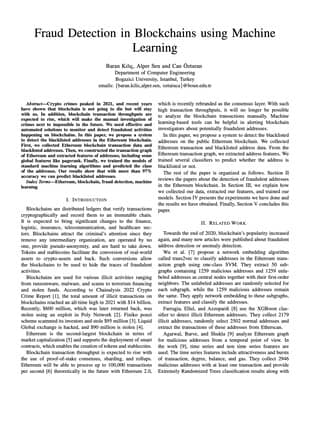 Fraud Detection in Blockchains using Machine
Learning
Baran Kılıç, Alper Sen and Can Özturan
Department of Computer Engineering
Bogazici University, Istanbul, Turkey
emails: {baran.kilic,alper.sen, ozturaca}@boun.edu.tr
Abstract—Crypto crimes peaked in 2021, and recent years
have shown that blockchain is not going to die but will stay
with us. In addition, blockchain transaction throughputs are
expected to rise, which will make the manual investigation of
crimes next to impossible in the future. We need effective and
automated solutions to monitor and detect fraudulent activities
happening on blockchains. In this paper, we propose a system
to detect the blacklisted addresses in the Ethereum blockchain.
First, we collected Ethereum blockchain transaction data and
blacklisted addresses. Then, we constructed the transaction graph
of Ethereum and extracted features of addresses, including some
global features like pagerank. Finally, we trained the models of
standard machine learning algorithms and predicted the class
of the addresses. Our results show that with more than 97%
accuracy we can predict blacklisted addresses.
Index Terms—Ethereum, blockchain, fraud detection, machine
learning
I. INTRODUCTION
Blockchains are distributed ledgers that verify transactions
cryptographically and record them to an immutable chain.
It is expected to bring significant changes to the finance,
logistic, insurance, telecommunication, and healthcare sec-
tors. Blockchains attract the criminal's attention since they
remove any intermediary organization, are operated by no
one, provide pseudo-anonymity, and are hard to take down.
Tokens and stablecoins facilitate the conversion of real-world
assets to crypto-assets and back. Such conversions allow
the blockchains to be used to hide the traces of fraudulent
activities.
Blockchains are used for various illicit activities ranging
from ransomware, malware, and scams to terrorism financing
and stolen funds. According to Chainalysis 2022 Crypto
Crime Report [1], the total amount of illicit transactions on
blockchains reached an all-time high in 2021 with $14 billion.
Recently, $600 million, which was later returned back, was
stolen using an exploit in Poly Network [2]. Finiko ponzi
scheme scammed its investors and stole $95 million [3]. Liquid
Global exchange is hacked, and $90 million is stolen [4].
Ethereum is the second-largest blockchain in terms of
market capitalization [5] and supports the deployment of smart
contracts, which enables the creation of tokens and stablecoins.
Blockchain transaction throughput is expected to rise with
the use of proof-of-stake consensus, sharding, and rollups.
Ethereum will be able to process up to 100,000 transactions
per second [6] theoretically in the future with Ethereum 2.0,
which is recently rebranded as the consensus layer. With such
high transaction throughputs, it will no longer be possible
to analyze the blockchain transactions manually. Machine
learning-based tools can be helpful in alerting blockchain
investigators about potentially fraudulent addresses.
In this paper, we propose a system to detect the blacklisted
addresses on the public Ethereum blockchain. We collected
Ethereum transaction and blacklisted address data. From the
Ethereum transaction graph, we extracted address features. We
trained several classifiers to predict whether the address is
blacklisted or not.
The rest of the paper is organized as follows. Section II
reviews the papers about the detection of fraudulent addresses
in the Ethereum blockchain. In Section III, we explain how
we collected our data, extracted our features, and trained our
models. Section IV presents the experiments we have done and
the results we have obtained. Finally, Section V concludes this
paper.
II. RELATED WORK
Towards the end of 2020, blockchain's popularity increased
again, and many new articles were published about fraudulent
address detection or anomaly detection.
Wu et al. [7] propose a network embedding algorithm
called trans2vec to classify addresses in the Ethereum trans-
action graph using one-class SVM. They extract 50 sub-
graphs containing 1259 malicious addresses and 1259 unla-
beled addresses as central nodes together with their first-order
neighbors. The unlabeled addresses are randomly selected for
each subgraph, while the 1259 malicious addresses remain
the same. They apply network embedding to these subgraphs,
extract features and classify the addresses.
Farrugia, Ellul, and Azzopardi [8] use the XGBoost clas-
sifier to detect illicit Ethereum addresses. They collect 2179
illicit addresses, randomly select 2502 normal addresses and
extract the transactions of these addresses from Etherscan.
Agarwal, Barve, and Shukla [9] analyze Ethereum graph
for malicious addresses from a temporal point of view. In
the work [9], time series and non time series features are
used. The time series features include attractiveness and bursts
of transaction, degree, balance, and gas. They collect 2946
malicious addresses with at least one transaction and provide
Extremely Randomized Trees classification results along with